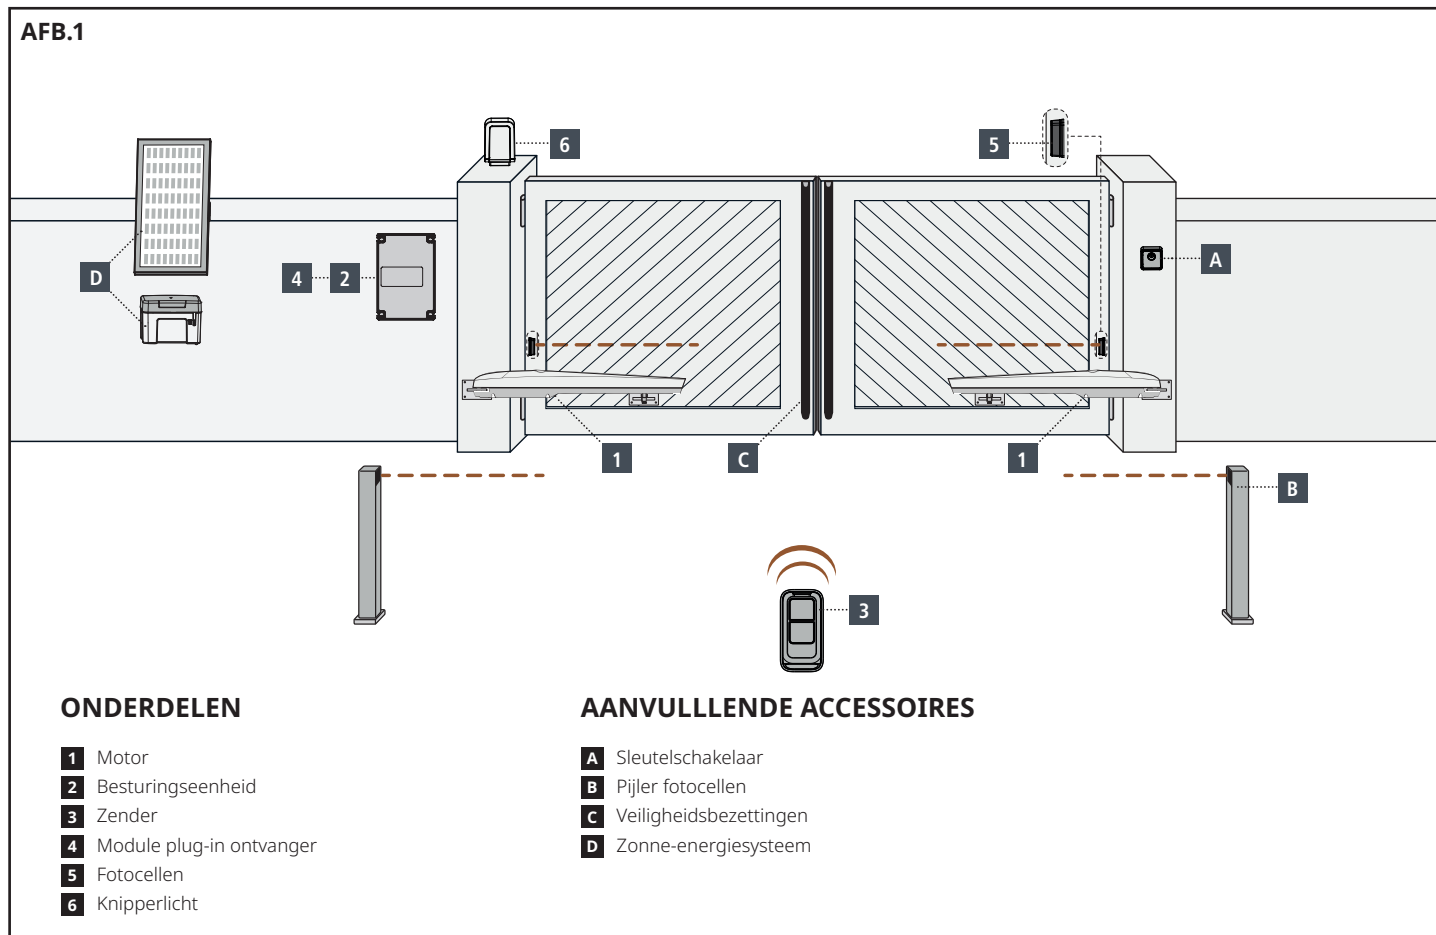 AFB.1
6
5
4
2
A
D
1
C
1
B
3
ONDERDELEN
1 Motor
2 Besturingseenheid
3 Zender
4 Module plug-in ontvanger
5 Fotocellen
6 Knipperlicht
AANVULLLENDE ACCESSOIRES
A Sleutelschakelaar
B Pijler fotocellen
C Veiligheidsbezettingen
D Zonne-energiesysteem